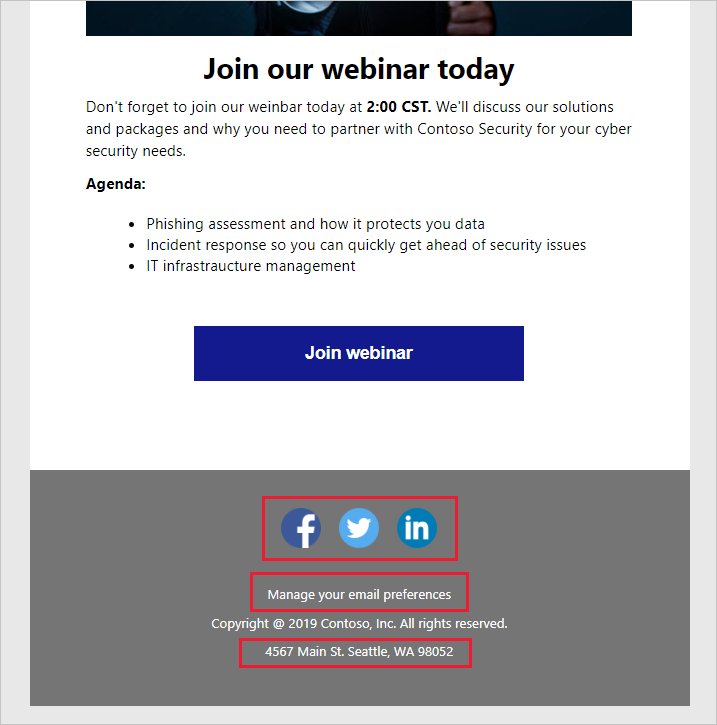 Join our webinar today
Don't forget to join our weinbar today at 2:00 CST. We'll discuss our solutions
and packages and why you need to partner with Contoso Security for your cyber
security needs.
Agenda:
• Phishing assessment and how it protects you data
• Incident response so you can quickly get ahead of security issues
• IT infrastraucture management
Join webinar
f
in
Manage your email preferences
Copyright @ 2019 Contoso, Inc. All rights reserved.
4567 Main St. Seattle, WA 98052